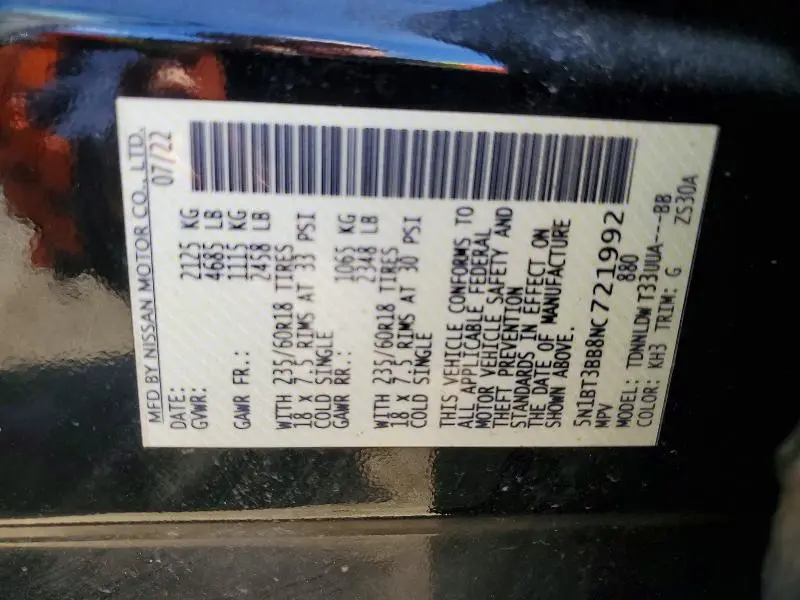 MFD BY NISSAN MOTOR CO., LTD.
DATE: 07/22
GVWR: 2125 KG
4685 LB
GAWR FR.: 1115 KG
2458 LB
WITH 235/60R18 TIRES
18 X 7.5 RIMS AT 33 PSI
COLD SINGLE
GAWR RR.: 1065 KG
2348 LB
WITH 235/60R18 TIRES
18 X 7.5 RIMS AT 30 PSI
COLD SINGLE
THIS VEHICLE CONFORMS TO
ALL APPLICABLE FEDERAL
MOTOR VEHICLE SAFETY AND
THEFT PREVENTION
STANDARDS IN EFFECT ON
THE DATE OF MANUFACTURE
SHOWN ABOVE.
5N1BT3BB8NC721992
MPV 880
MODEL: TDNNLDW T33UUA---BB
COLOR: KH3 TRIM: G ZS30A